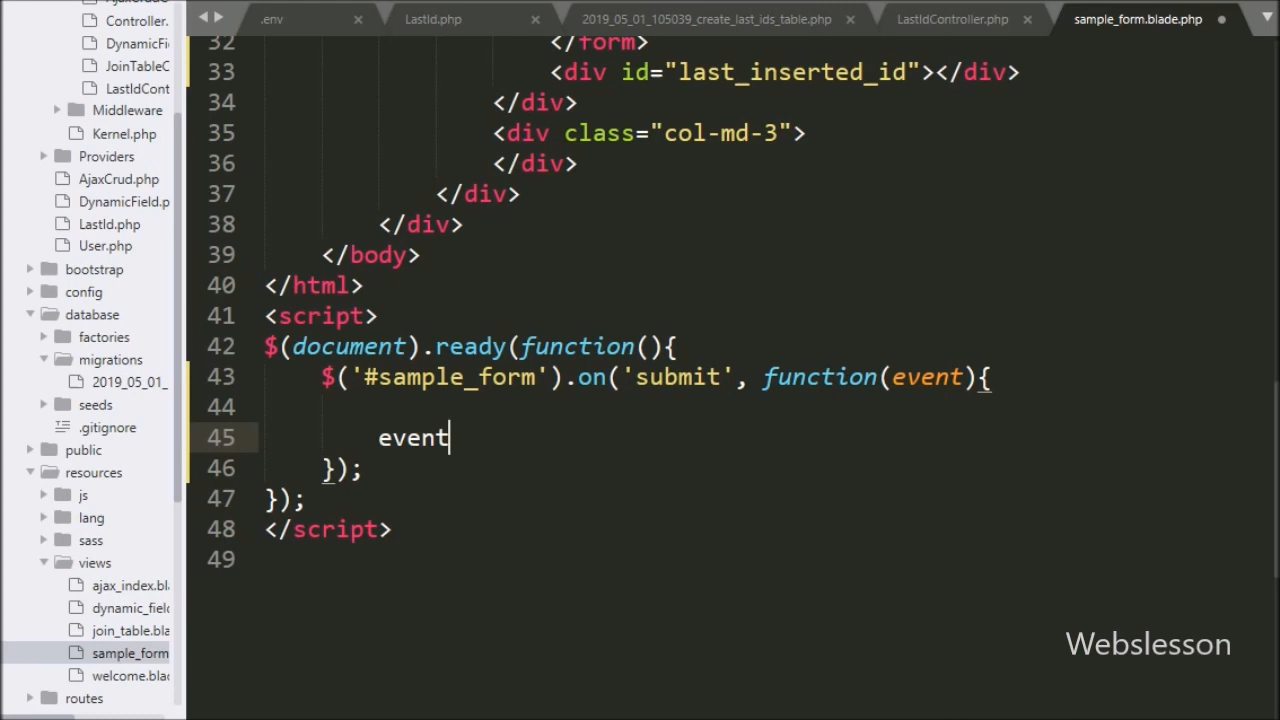 AjaxCrudC
.env
LastId.php
2019_05_01_105039_create_last_ids_table.php
LastIdController.php
sample_form.blade.php
Controller.
DynamicFi
JoinTableC
LastIdCont
Middleware
Kernel.php
Providers
AjaxCrud.php
DynamicField.p
LastId.php
User.php
bootstrap
config
database
factories
migrations
2019_05_01_
seeds
.gitignore
public
resources
js
lang
sass
views
ajax_index.bl
dynamic_field
join_table.bla
sample_form
welcome.blad
routes
32 </form>
33 <div id="last_inserted_id"></div>
34 </div>
35 <div class="col-md-3">
36 </div>
37 </div>
38 </div>
39 </body>
40 </html>
41 <script>
42 $(document).ready(function(){
43 $('#sample_form').on('submit', function(event){
44
45 event
46 });
47 });
48 </script>
49
Webslesson